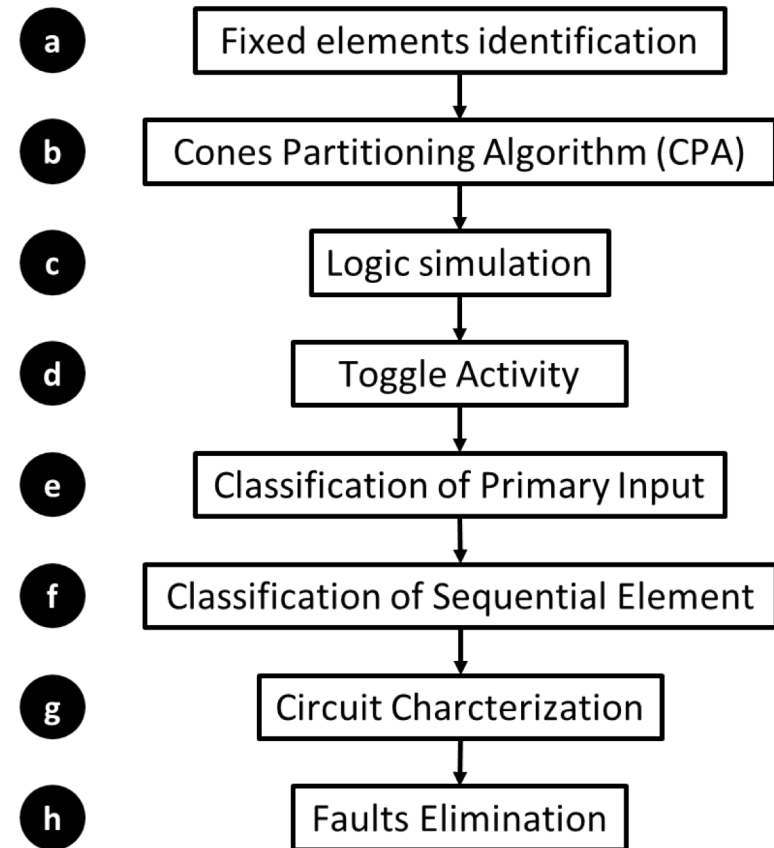 a Fixed elements identification
b Cones Partitioning Algorithm (CPA)
c Logic simulation
d Toggle Activity
e Classification of Primary Input
f Classification of Sequential Element
g Circuit Charcterization
h Faults Elimination